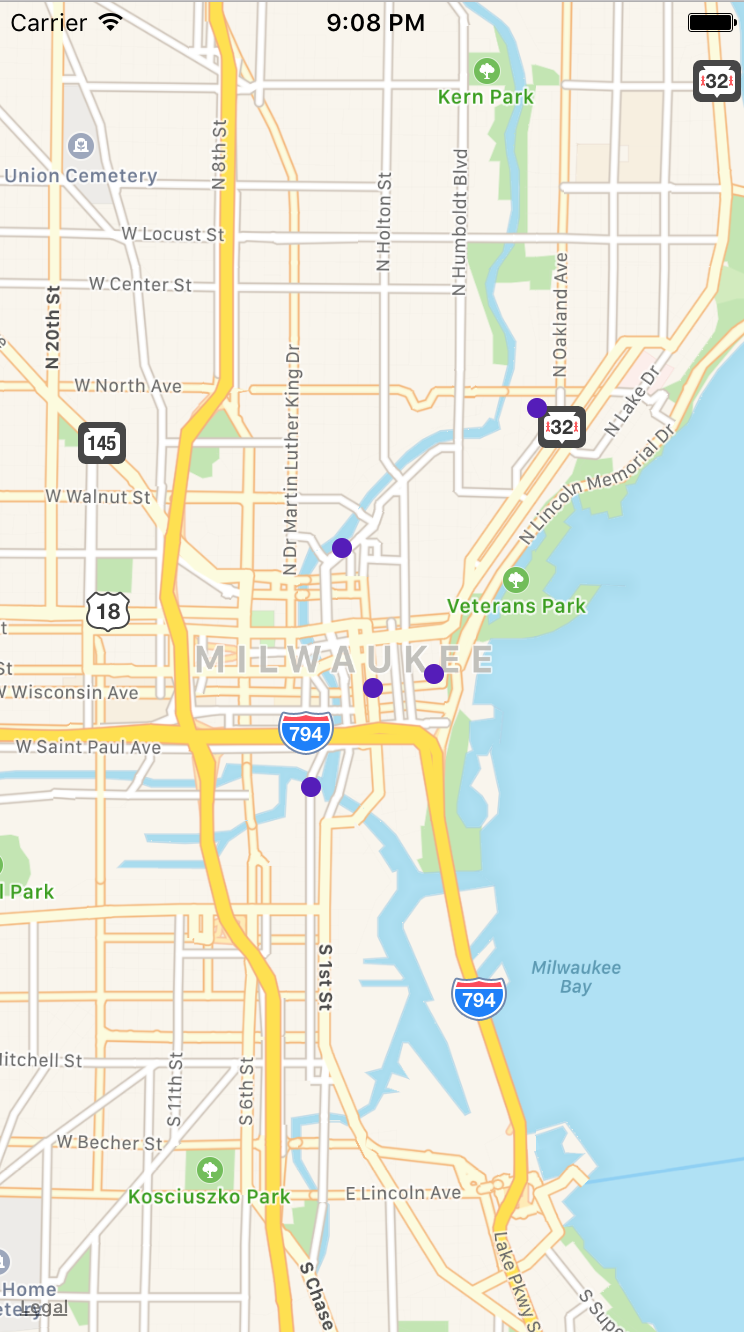 Carrier 9:08 PM
32
Kern Park
Union Cemetery
N 8th St
W Locust St
N Holton St
N Humboldt Blvd
W Center St
N Oakland Ave
N 20th St
N Dr Martin Luther King Dr
W North Ave
N Lake Dr
32
145
N Lincoln Memorial Dr
W Walnut St
Veterans Park
18
t
MILWAUKEE
St
W Wisconsin Ave
794
W Saint Paul Ave
l Park
S 1st St
Milwaukee
Bay
794
Mitchell St
S 11th St
S 6th St
W Becher St
Kosciuszko Park
E Lincoln Ave
Lake Pkwy S
S Chase
Home
Legal